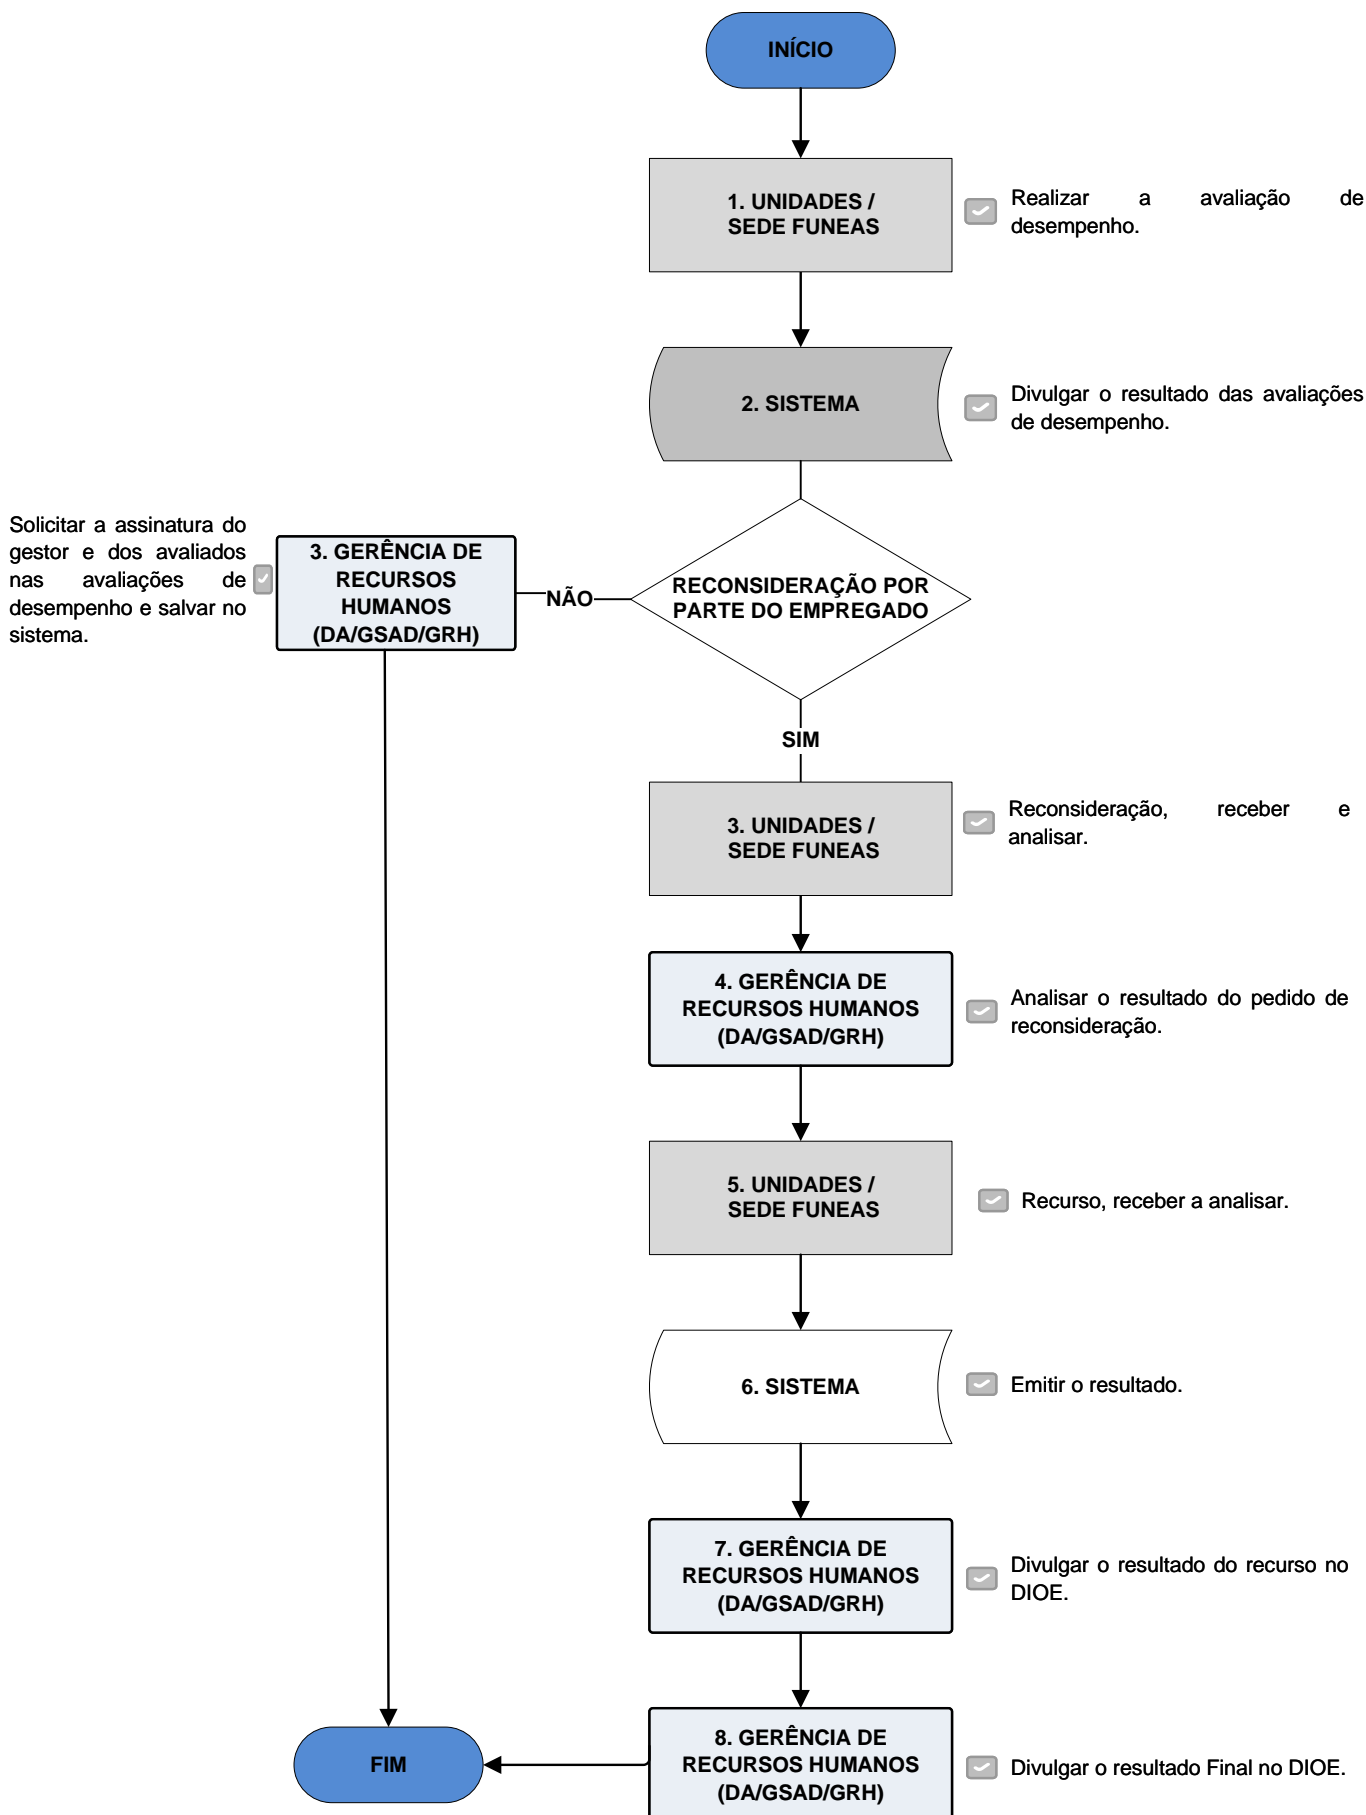 INÍCIO
1. UNIDADES /
SEDE FUNEAS
Realizar a avaliação de
desempenho.
2. SISTEMA
Divulgar o resultado das avaliações
de desempenho.
Solicitar a assinatura do
gestor e dos avaliados
nas avaliações de
desempenho e salvar no
sistema.
3. GERÊNCIA DE
RECURSOS
HUMANOS
(DA/GSAD/GRH)
NÃO
RECONSIDERAÇÃO POR
PARTE DO EMPREGADO
SIM
3. UNIDADES /
SEDE FUNEAS
Reconsideração, receber e
analisar.
4. GERÊNCIA DE
RECURSOS HUMANOS
(DA/GSAD/GRH)
Analisar o resultado do pedido de
reconsideração.
5. UNIDADES /
SEDE FUNEAS
Recurso, receber a analisar.
6. SISTEMA
Emitir o resultado.
7. GERÊNCIA DE
RECURSOS HUMANOS
(DA/GSAD/GRH)
Divulgar o resultado do recurso no
DIOE.
FIM
8. GERÊNCIA DE
RECURSOS HUMANOS
(DA/GSAD/GRH)
Divulgar o resultado Final no DIOE.